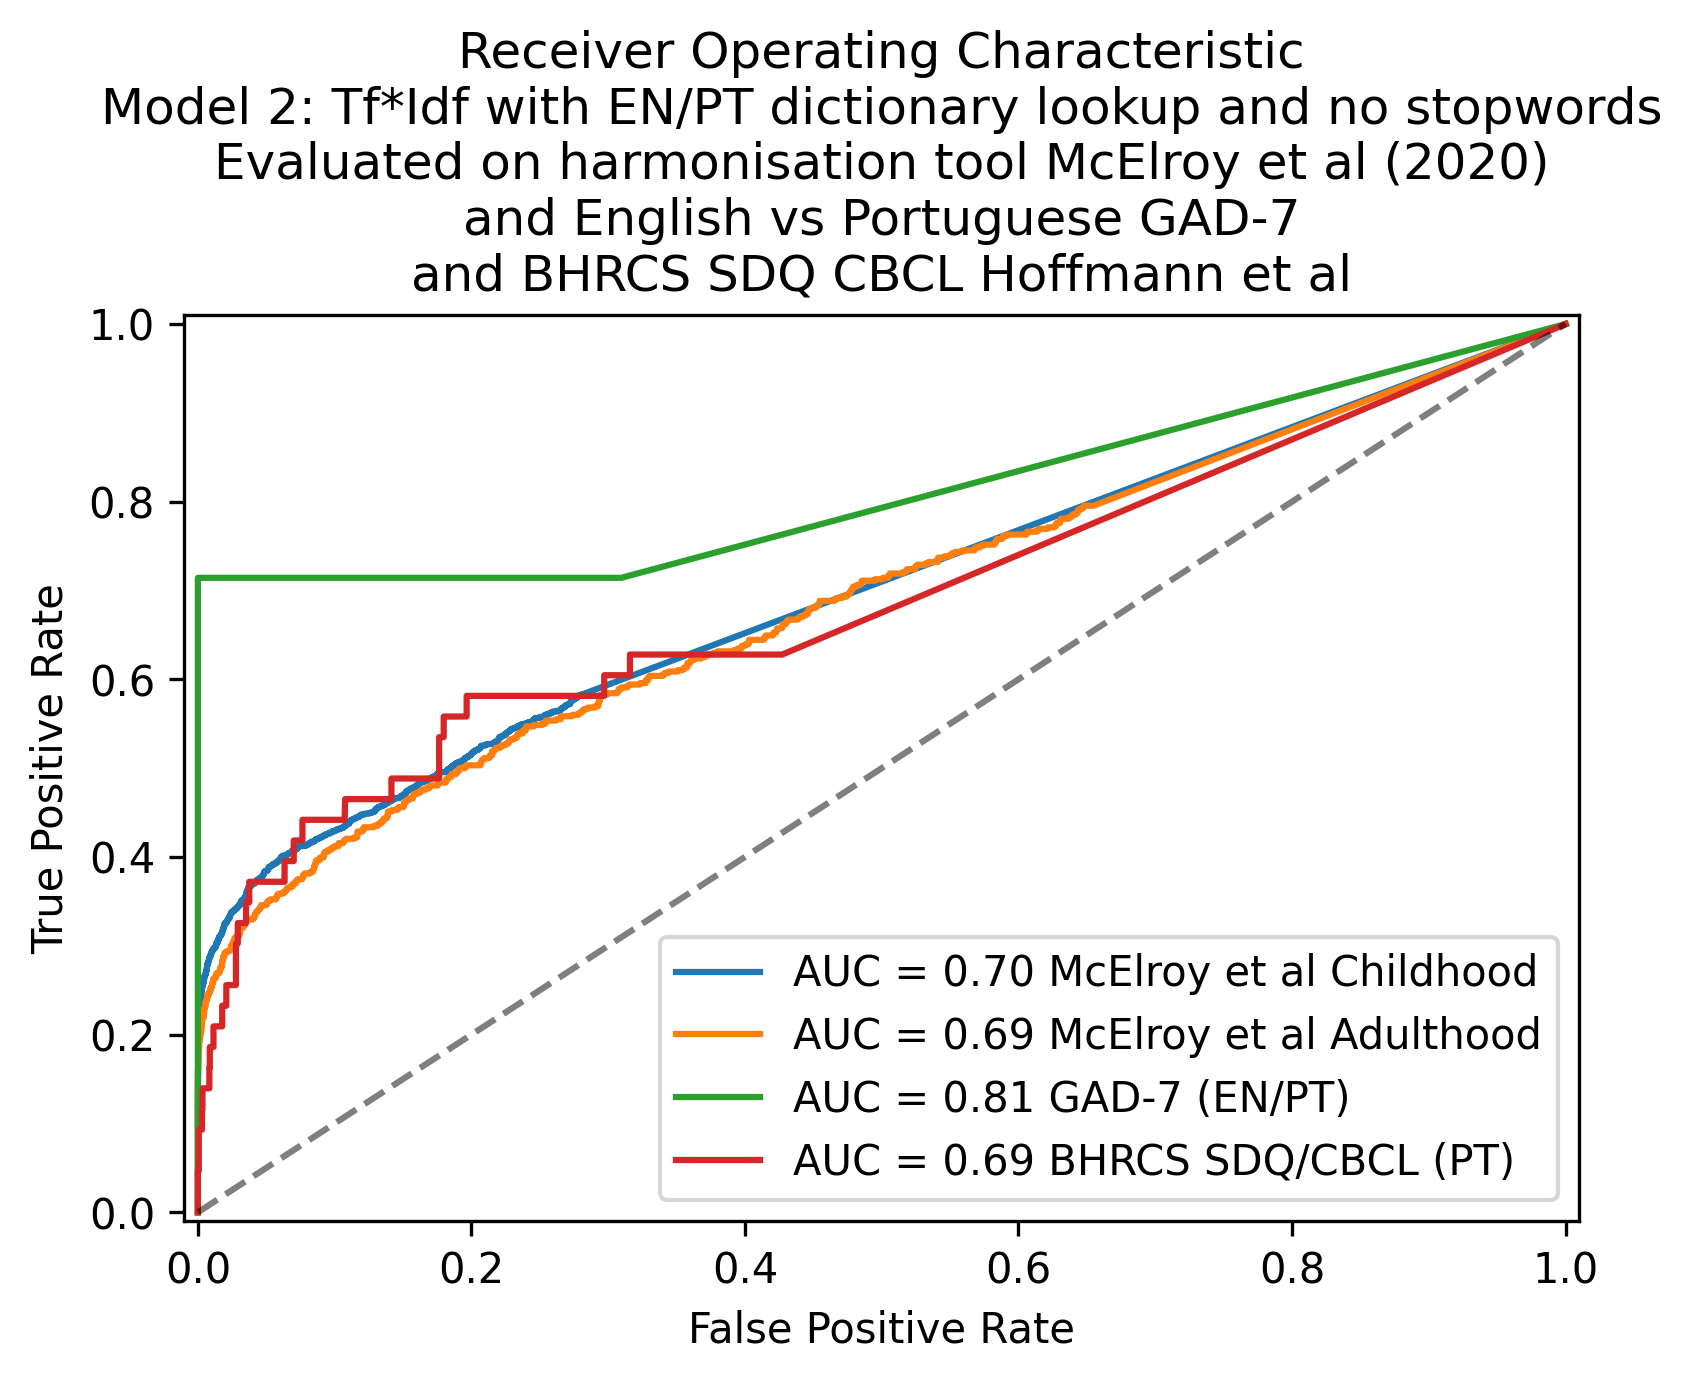 Receiver Operating Characteristic
Model 2: Tf*Idf with EN/PT dictionary lookup and no stopwords
Evaluated on harmonisation tool McElroy et al (2020)
and English vs Portuguese GAD-7
and BHRCS SDQ CBCL Hoffmann et al
1.0
0.8
0.6
0.4
0.2
0.0
True Positive Rate
AUC = 0.70 McElroy et al Childhood
AUC = 0.69 McElroy et al Adulthood
AUC = 0.81 GAD-7 (EN/PT)
AUC = 0.69 BHRCS SDQ/CBCL (PT)
0.0 0.2 0.4 0.6 0.8 1.0
False Positive Rate